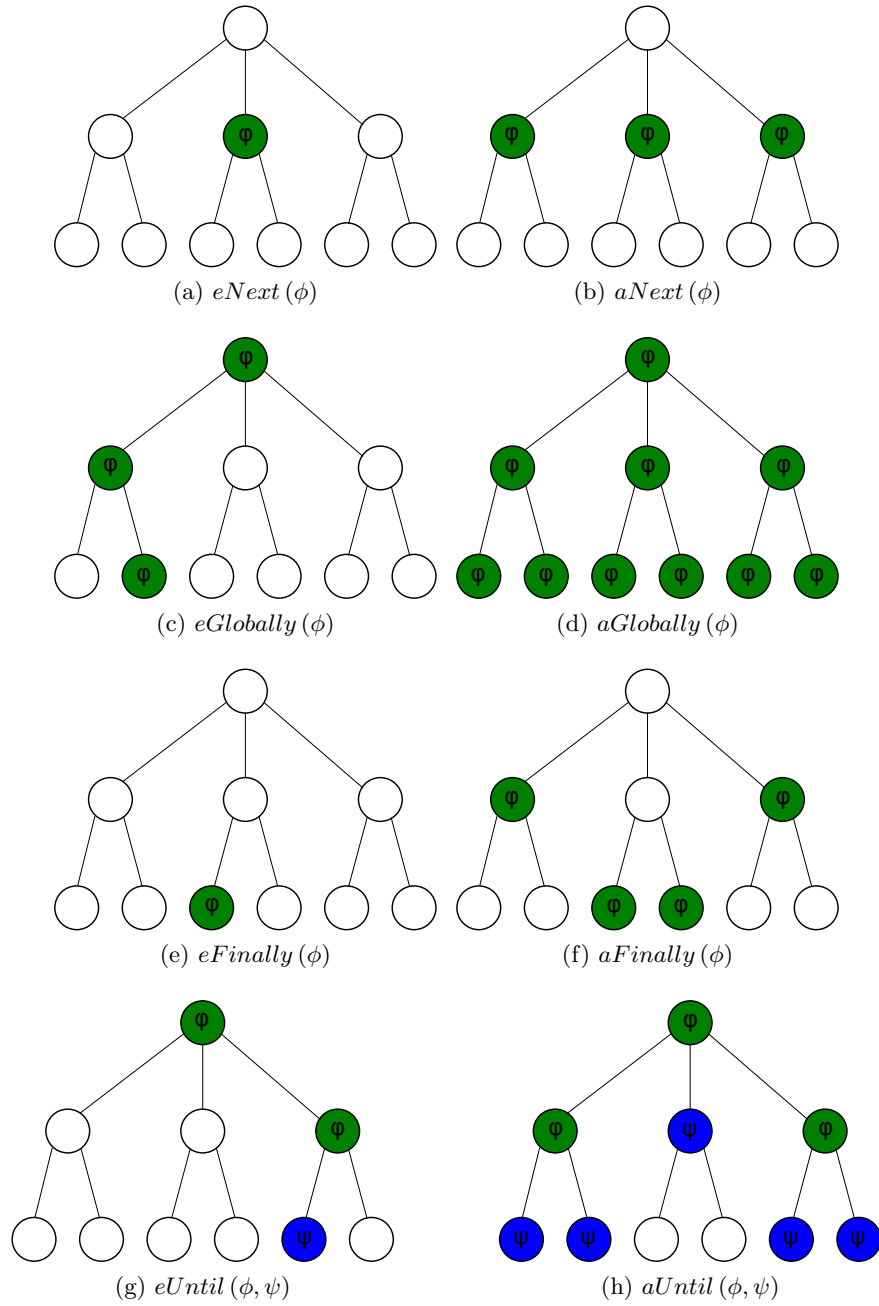 φ
φ φ φ
(a) eNext (ϕ)
(b) aNext (ϕ)
φ
φ
φ
φ
φ φ φ
φ φ φ φ φ φ
(c) eGlobally (ϕ)
(d) aGlobally (ϕ)
φ
φ φ
φ φ
(e) eFinally (ϕ)
(f) aFinally (ϕ)
φ
φ
ψ
φ
φ ψ φ
ψ ψ ψ ψ
(g) eUntil (ϕ, ψ)
(h) aUntil (ϕ, ψ)